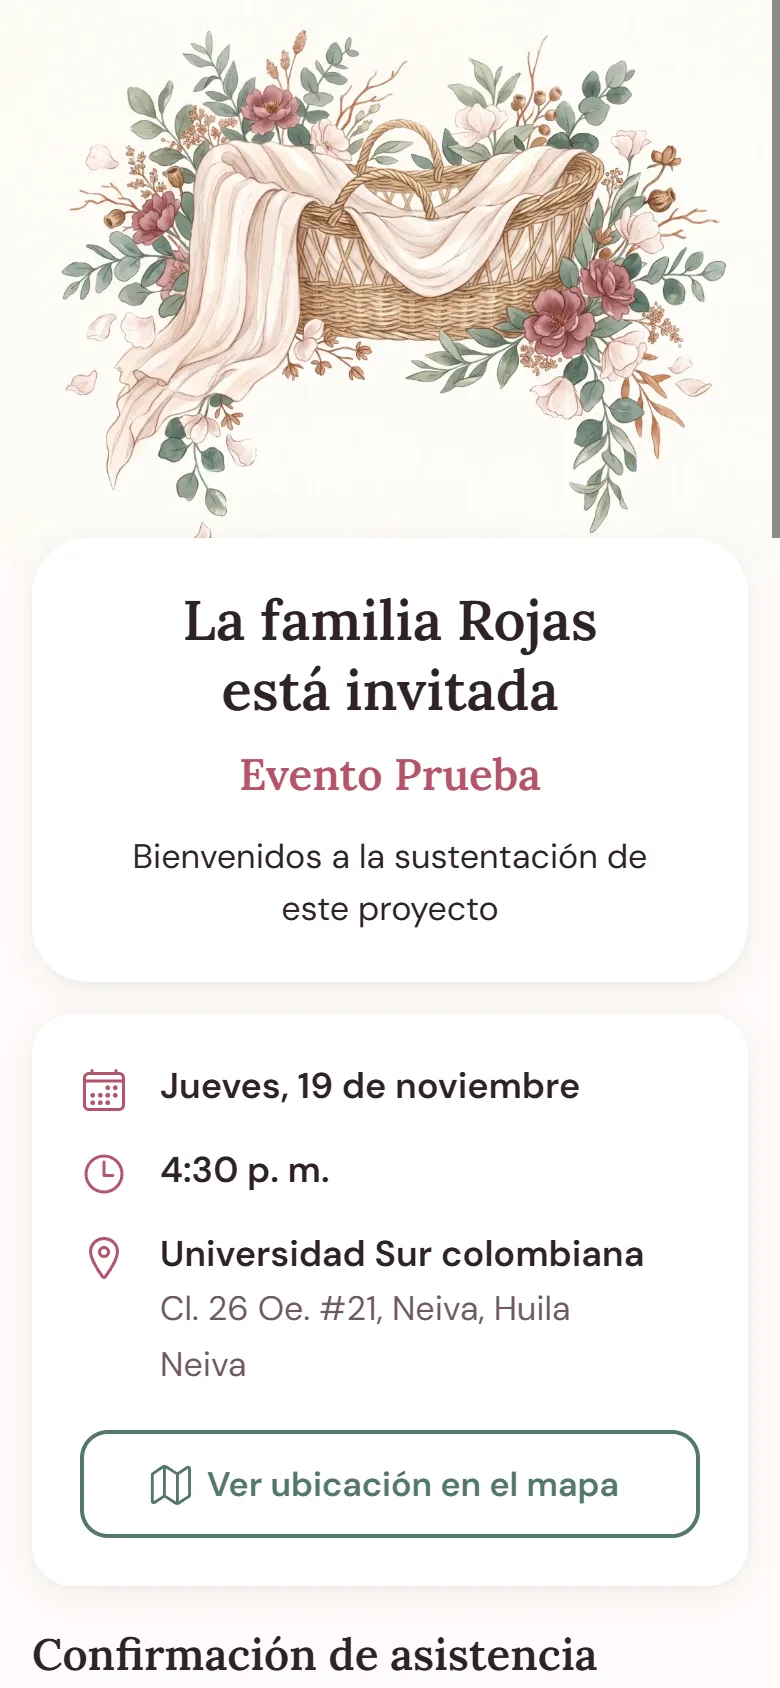 La familia Rojas
está invitada
Evento Prueba
Bienvenidos a la sustentación de
este proyecto
Jueves, 19 de noviembre
4:30 p. m.
Universidad Sur colombiana
Cl. 26 Oe. #21, Neiva, Huila
Neiva
Ver ubicación en el mapa
Confirmación de asistencia